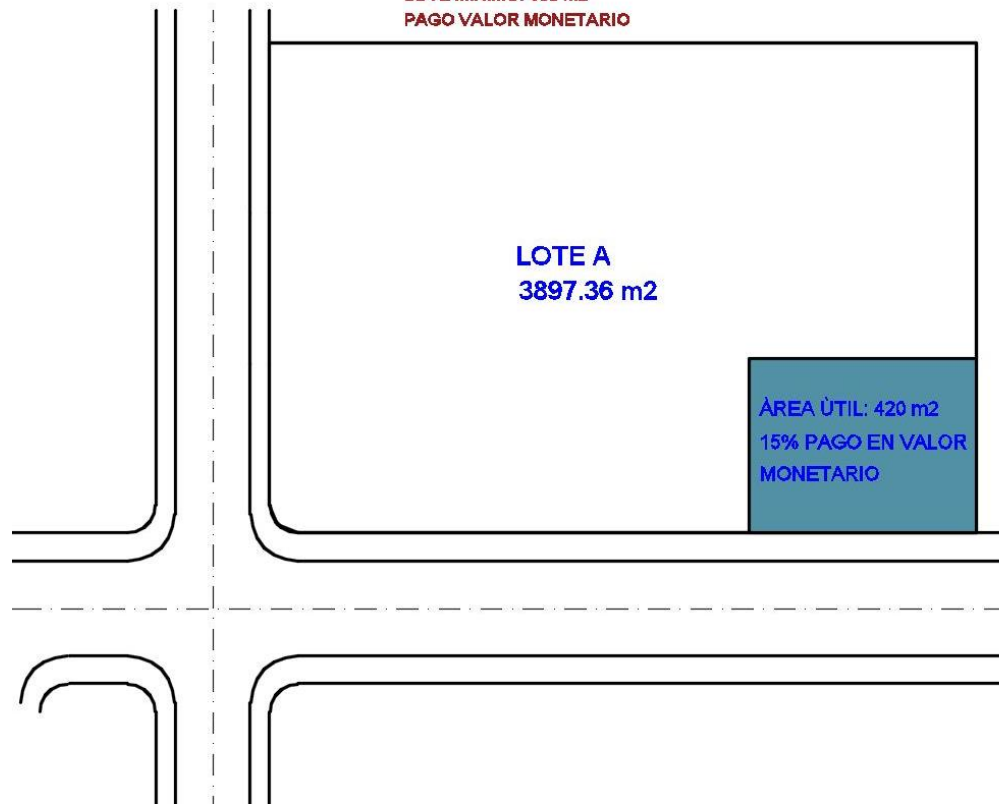 PAGO VALOR MONETARIO
LOTE A
3897.36 m2
ÀREA ÙTIL: 420 m2
15% PAGO EN VALOR
MONETARIO